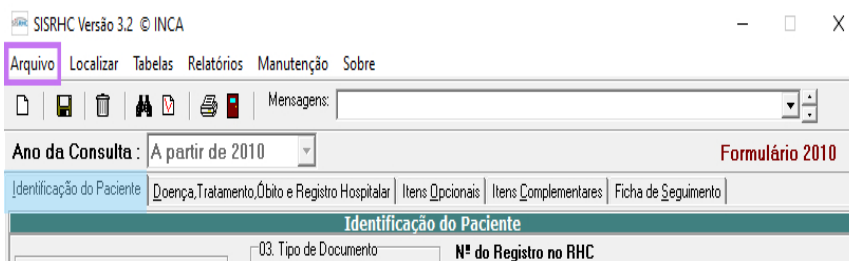 SISRHC Versão 3.2 © INCA
Arquivo Localizar Tabelas Relatórios Manutenção Sobre
Mensagens:
Ano da Consulta : A partir de 2010 Formulário 2010
Identificação do Paciente Doença,Tratamento,Óbito e Registro Hospitalar Itens Opcionais Itens Complementares Ficha de Seguimento
Identificação do Paciente
03. Tipo de Documento Nº do Registro no RHC